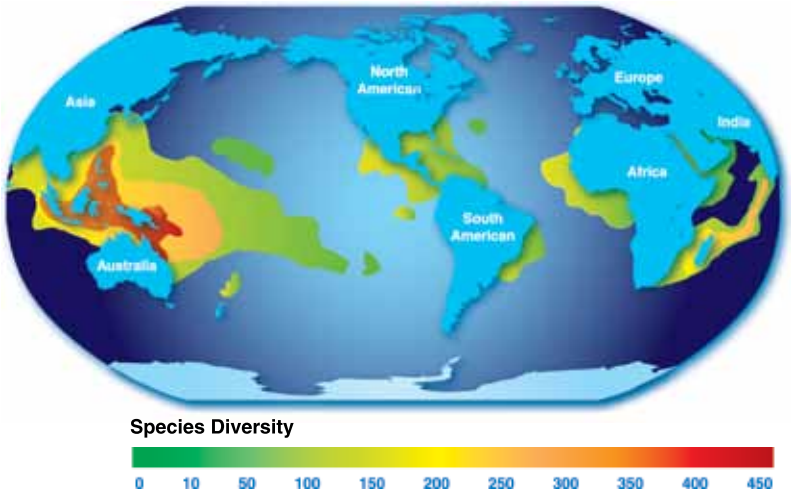 North
American
Europe
Asia
India
Africa
South
American
Australia
Species Diversity
0 10 50 100 150 200 250 300 350 400 450